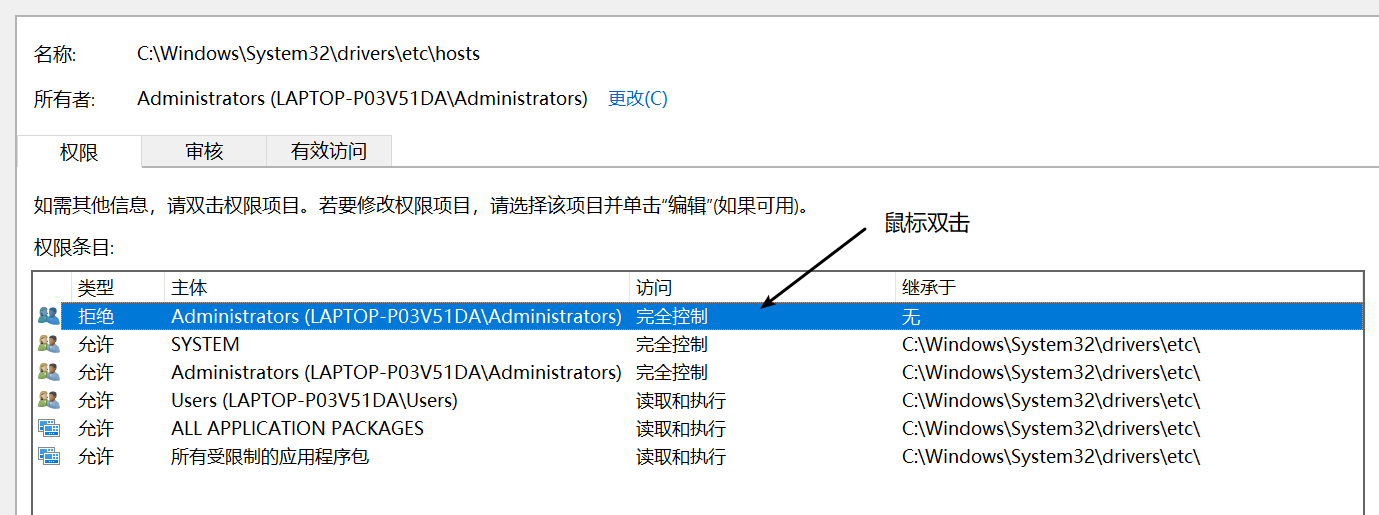 名称: C:\Windows\System32\drivers\etc\hosts
所有者: Administrators (LAPTOP-P03V51DA\Administrators) 更改(C)
权限 审核 有效访问
如需其他信息，请双击权限项目。若要修改权限项目，请选择该项目并单击“编辑”(如果可用)。
鼠标双击
权限条目:
类型 主体 访问 继承于
拒绝 Administrators (LAPTOP-P03V51DA\Administrators) 完全控制 无
允许 SYSTEM 完全控制 C:\Windows\System32\drivers\etc\
允许 Administrators (LAPTOP-P03V51DA\Administrators) 完全控制 C:\Windows\System32\drivers\etc\
允许 Users (LAPTOP-P03V51DA\Users) 读取和执行 C:\Windows\System32\drivers\etc\
允许 ALL APPLICATION PACKAGES 读取和执行 C:\Windows\System32\drivers\etc\
允许 所有受限制的应用程序包 读取和执行 C:\Windows\System32\drivers\etc\